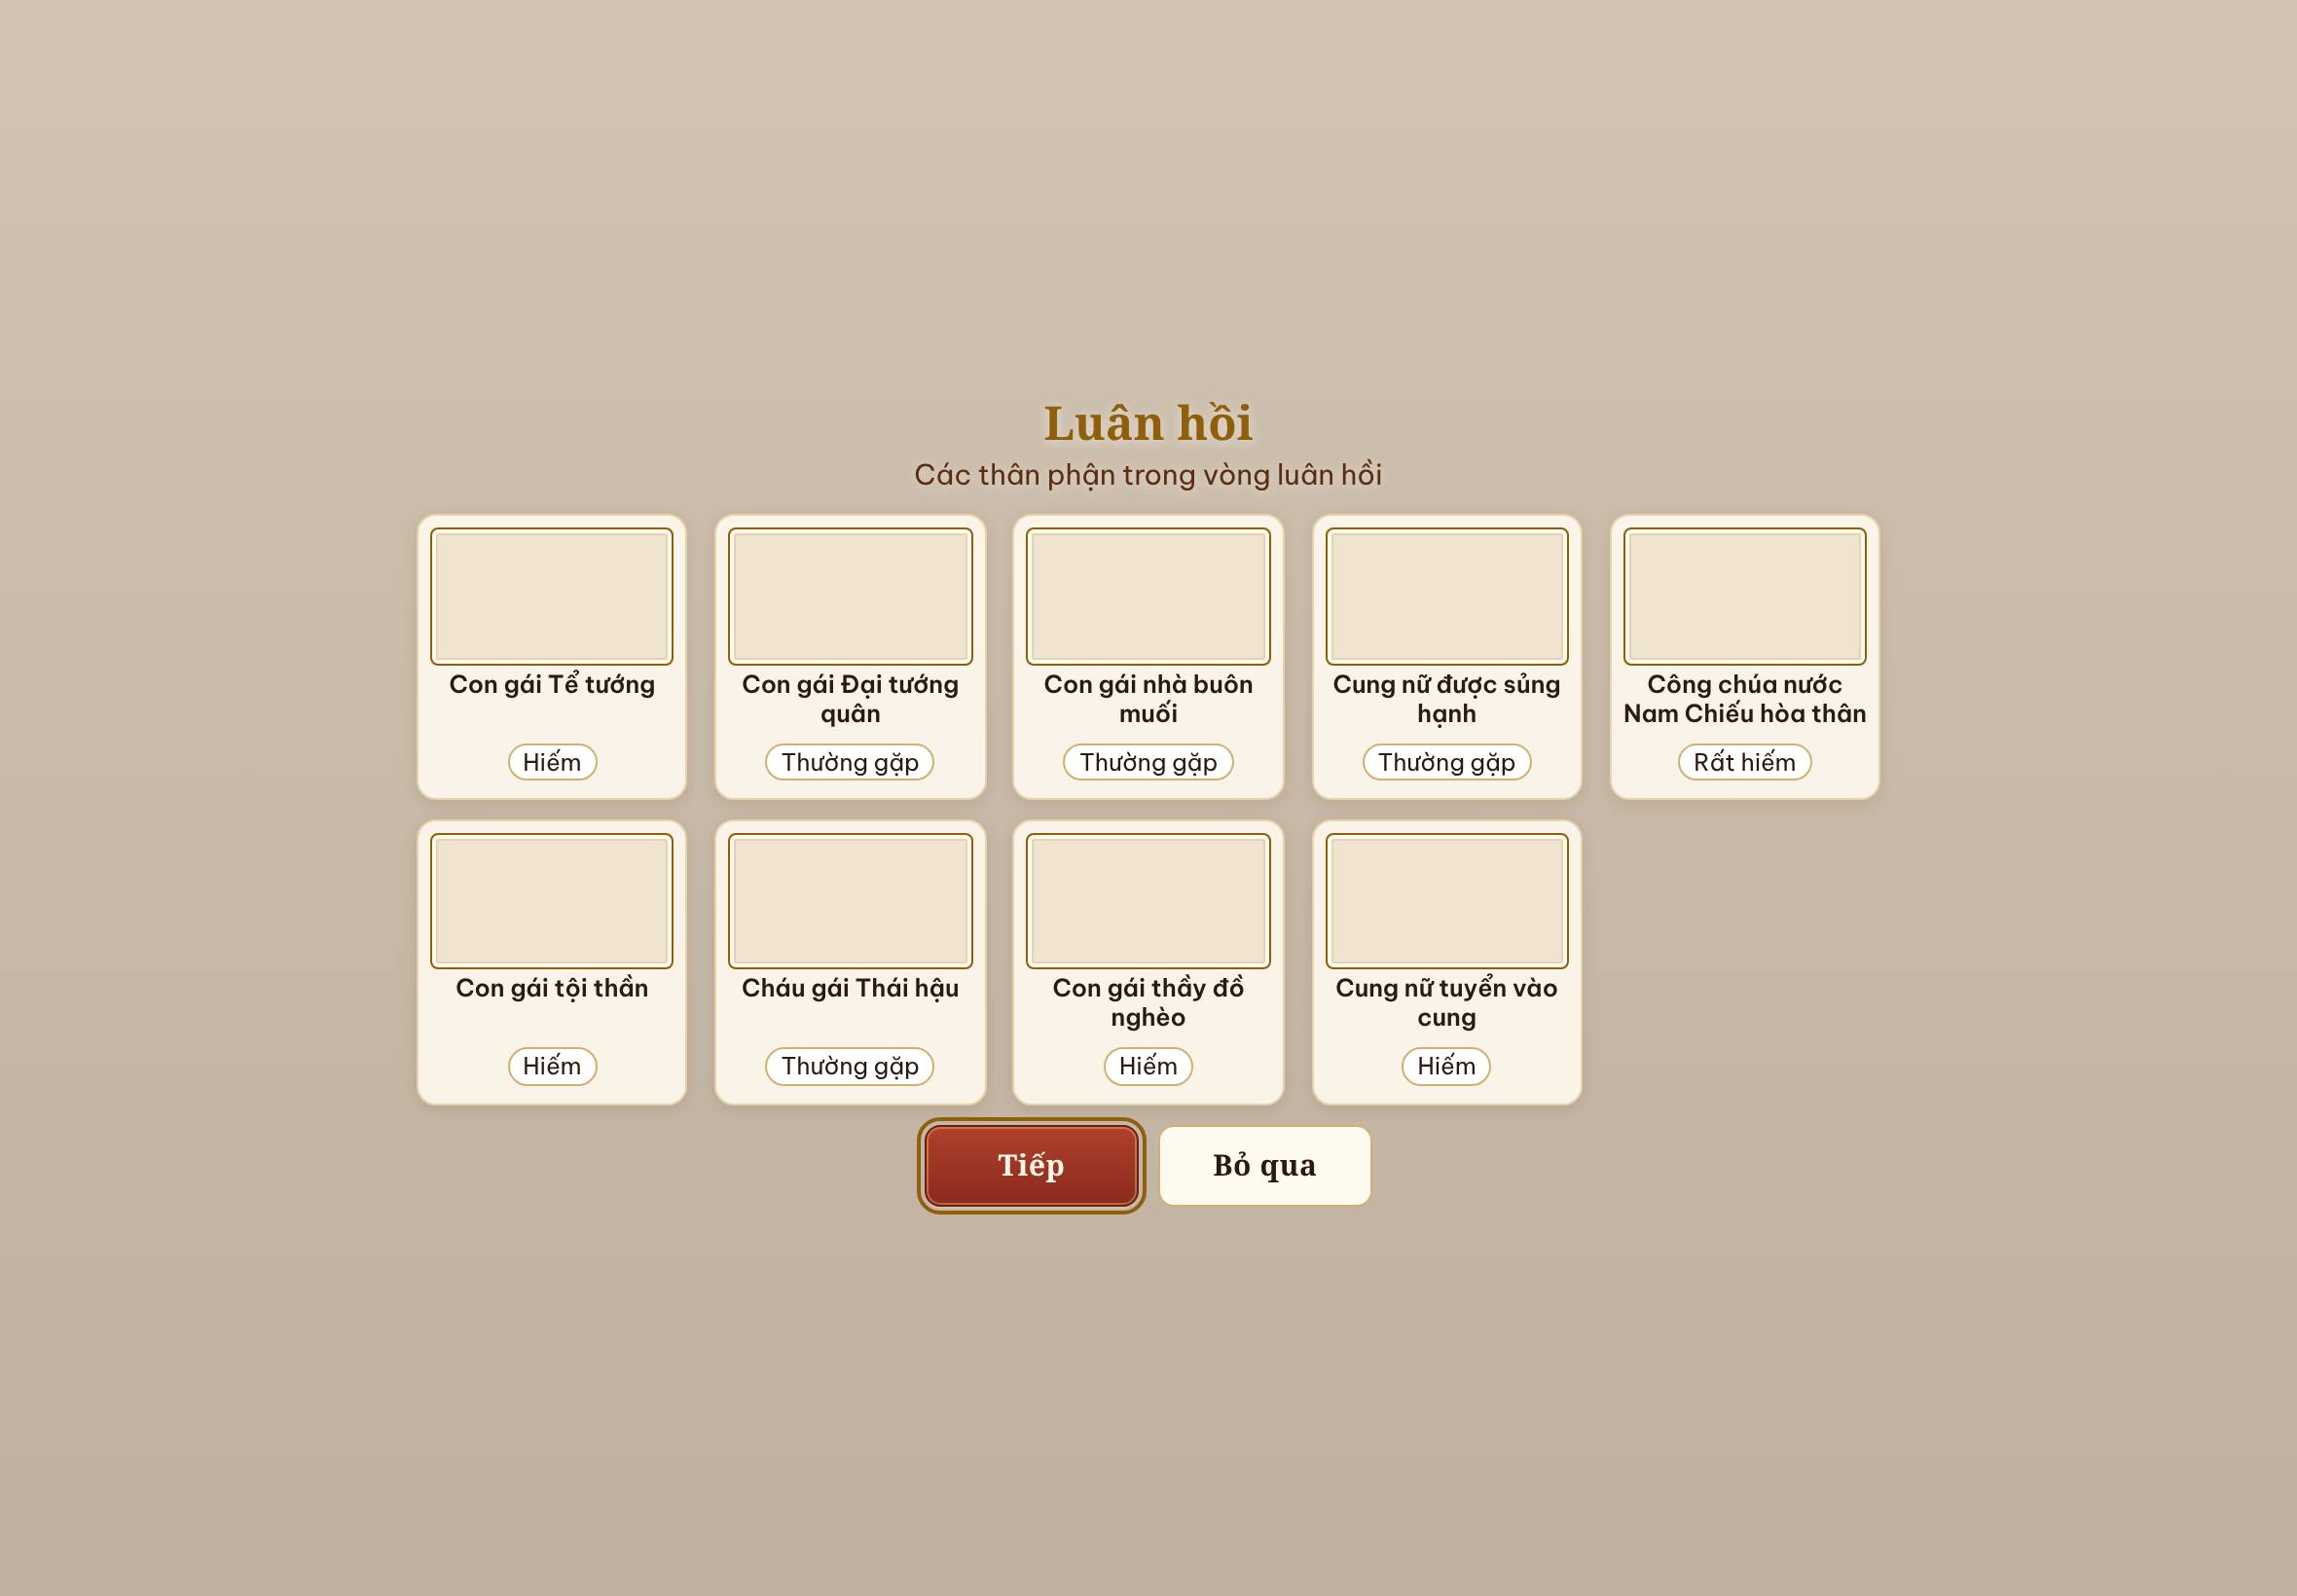 Luân hồi
Các thân phận trong vòng luân hồi
Con gái Tể tướng
Hiếm
Con gái Đại tướng
quân
Thường gặp
Con gái nhà buôn
muối
Thường gặp
Cung nữ được sủng
hạnh
Thường gặp
Công chúa nước
Nam Chiếu hòa thân
Rất hiếm
Con gái tội thần
Hiếm
Cháu gái Thái hậu
Thường gặp
Con gái thầy đồ
nghèo
Hiếm
Cung nữ tuyển vào
cung
Hiếm
Tiếp
Bỏ qua